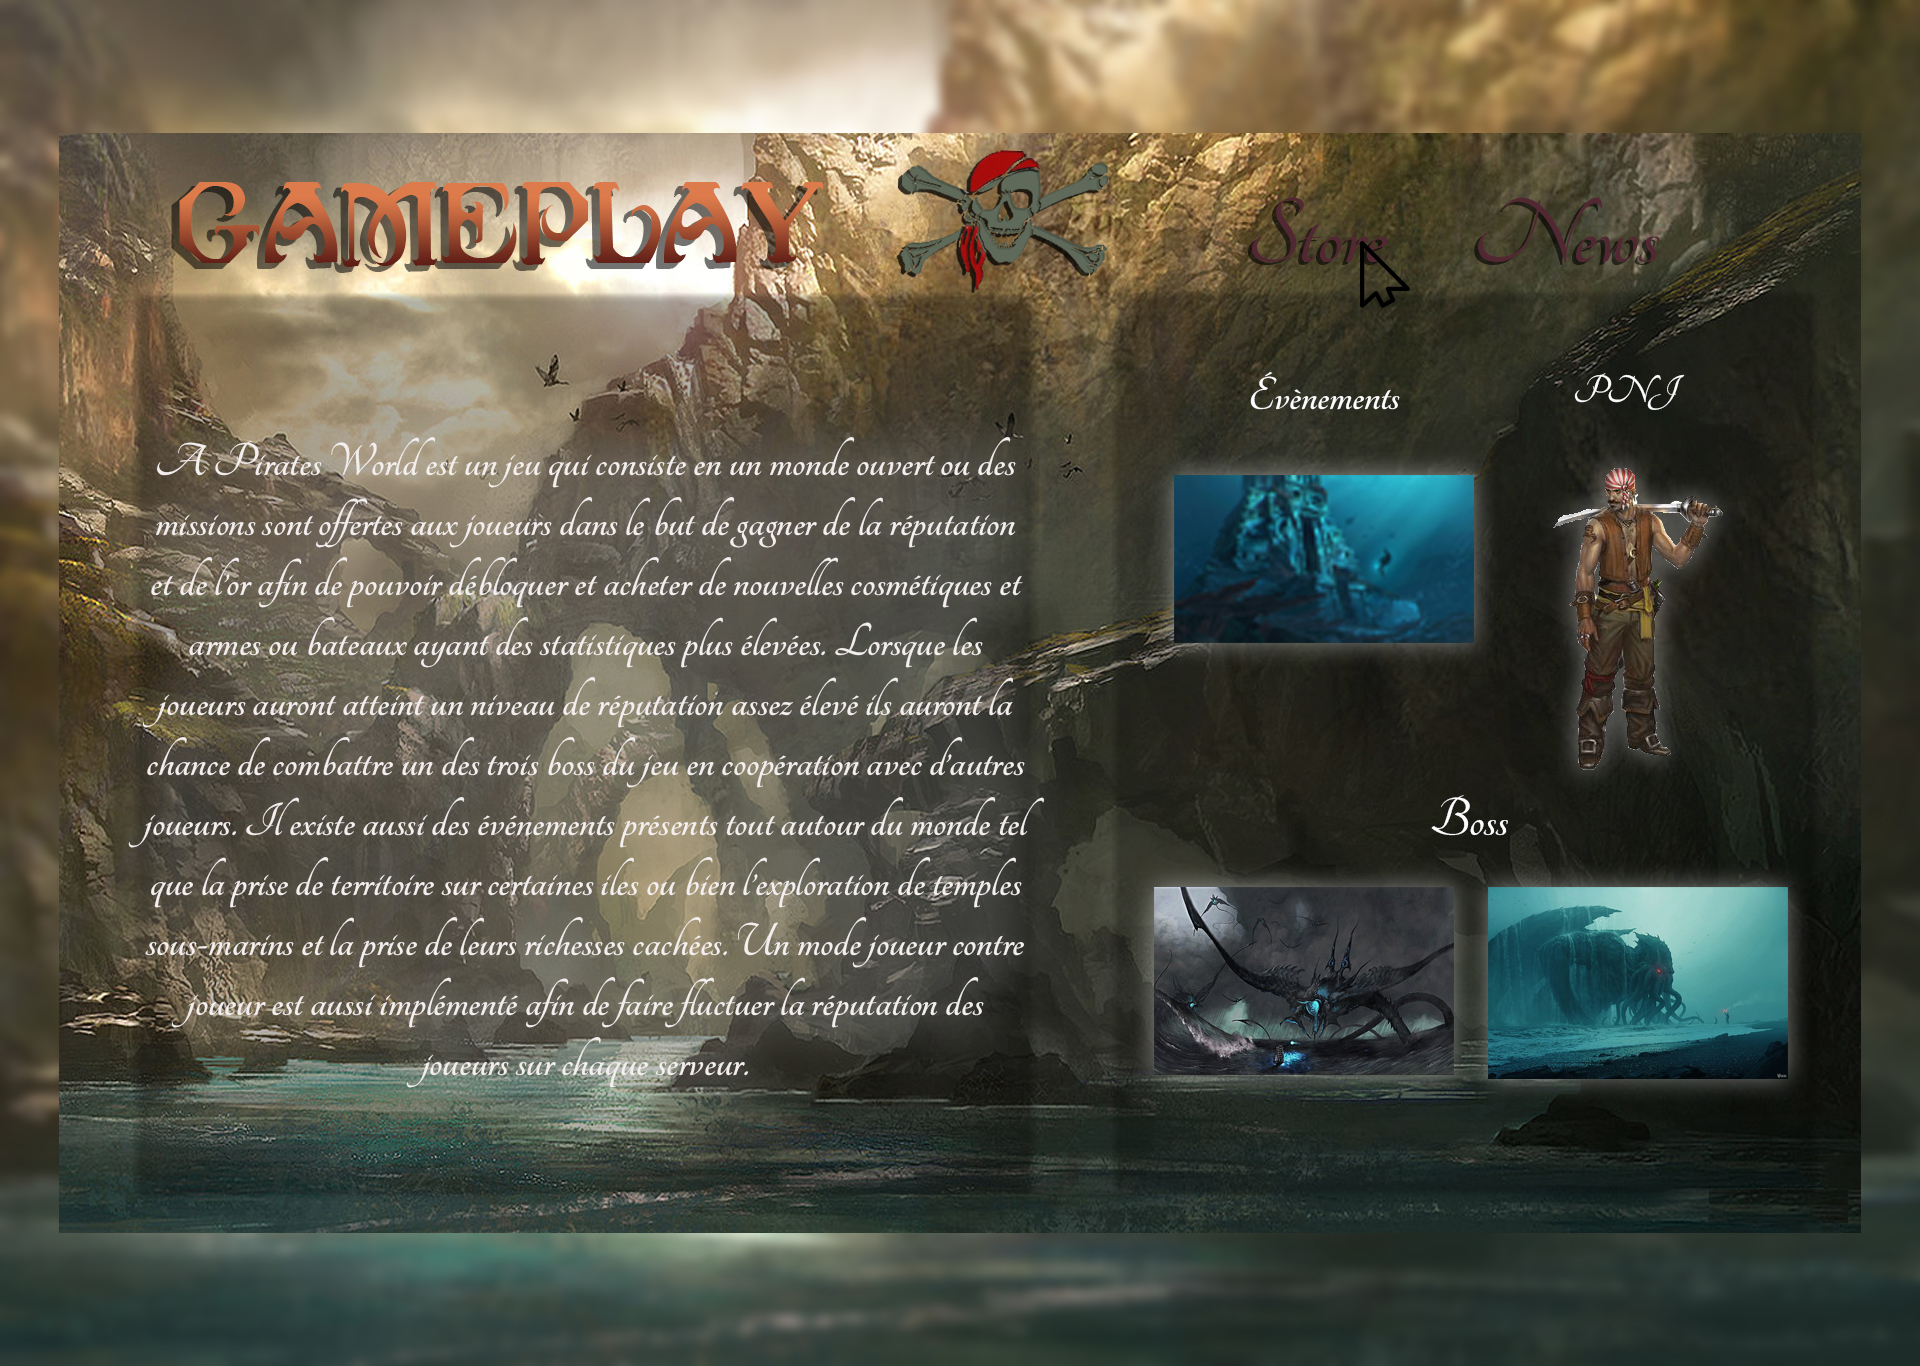 GAMEPLAY
Store News
A Pirates World est un jeu qui consiste en un monde ouvert ou des
missions sont offertes aux joueurs dans le but de gagner de la réputation
et de l'or afin de pouvoir débloquer et acheter de nouvelles cosmétiques et
armes ou bateaux ayant des statistiques plus élevées. Lorsque les
joueurs auront atteint un niveau de réputation assez élevé ils auront la
chance de combattre un des trois boss du jeu en coopération avec d'autres
joueurs. Il existe aussi des événements présents tout autour du monde tel
que la prise de territoire sur certaines iles ou bien l'exploration de temples
sous-marins et la prise de leurs richesses cachées. Un mode joueur contre
joueur est aussi implémenté afin de faire fluctuer la réputation des
joueurs sur chaque serveur.
Évènements
PNJ
Boss